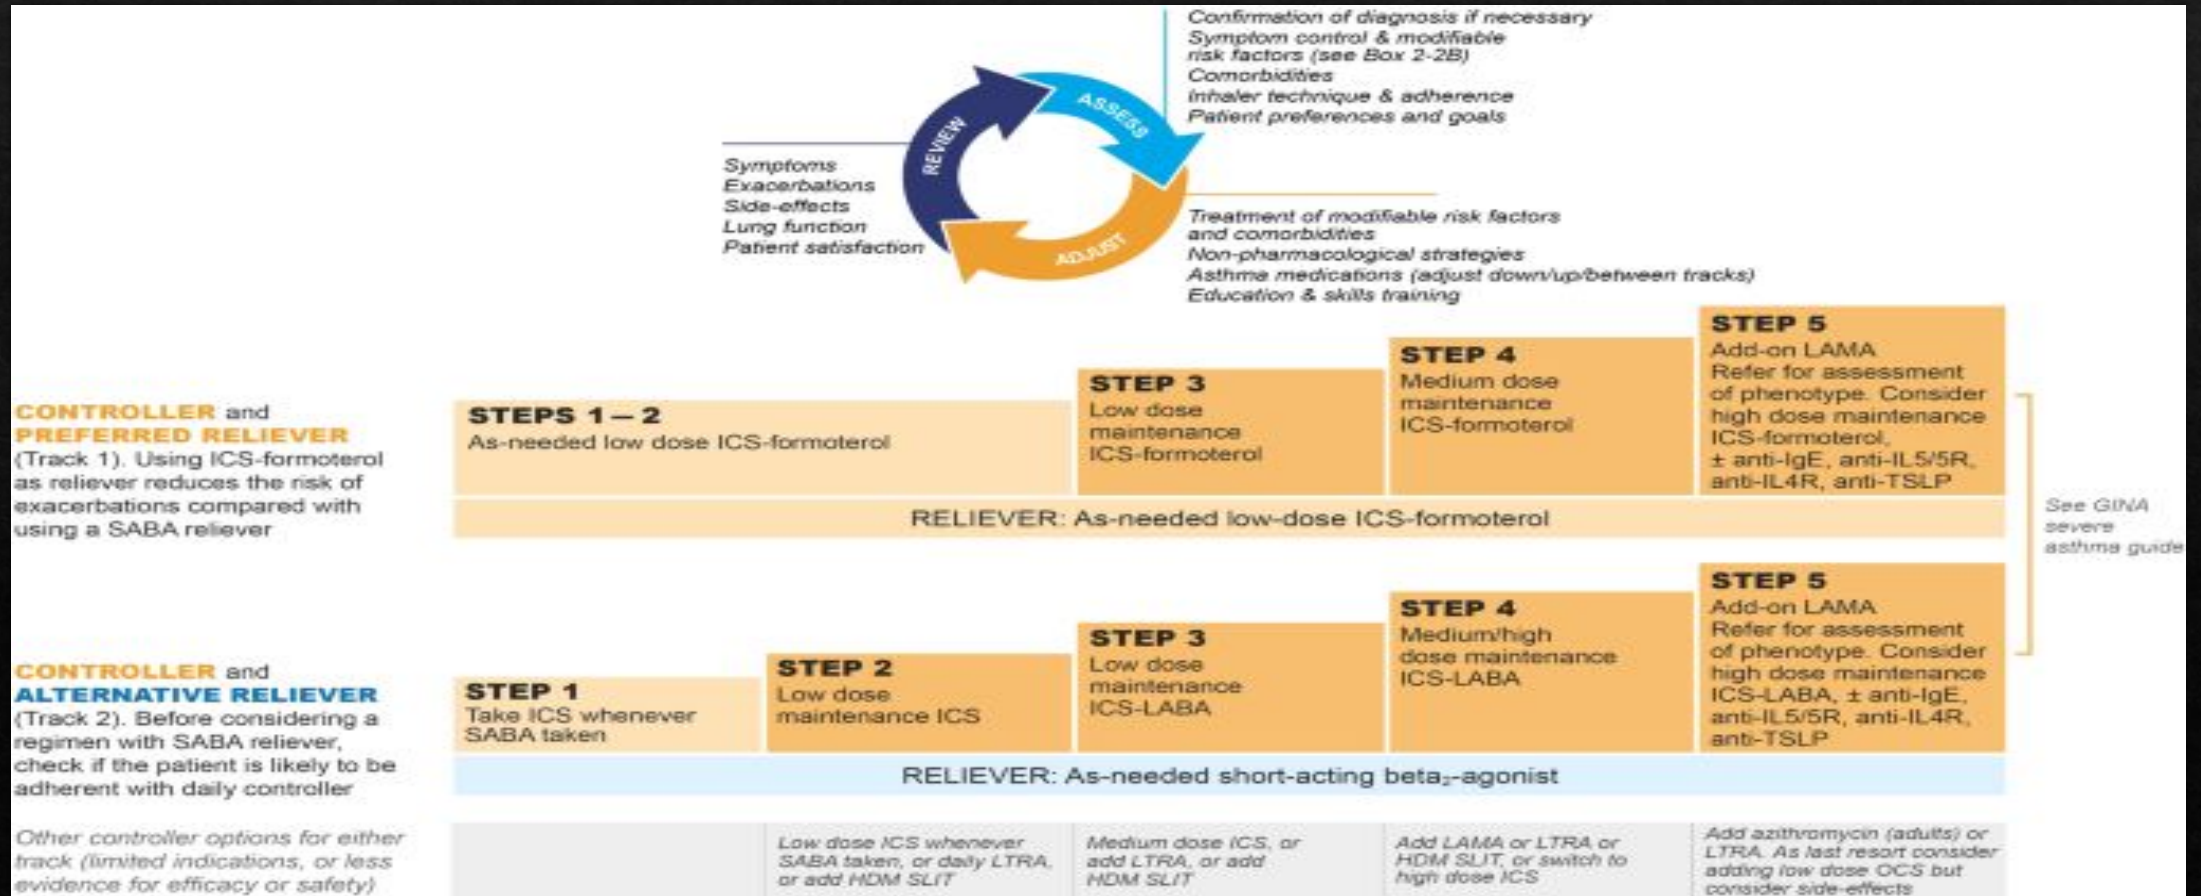 Confirmation of diagnosis if necessary
Symptom control & modifiable
risk factors (see Box 2-2B)
Comorbidities
Inhaler technique & adherence
Patient preferences and goals
ASSESS
REVIEW
ADJUST
Symptoms
Exacerbations
Side-effects
Lung function
Patient satisfaction
Treatment of modifiable risk factors
and comorbidities
Non-pharmacological strategies
Asthma medications (adjust down/up/between tracks)
Education & skills training
CONTROLLER and
PREFERRED RELIEVER
(Track 1). Using ICS-formoterol
as reliever reduces the risk of
exacerbations compared with
using a SABA reliever
STEPS 1 – 2
As-needed low dose ICS-formoterol
STEP 3
Low dose
maintenance
ICS-formoterol
STEP 4
Medium dose
maintenance
ICS-formoterol
STEP 5
Add-on LAMA
Refer for assessment
of phenotype. Consider
high dose maintenance
ICS-formoterol,
± anti-IgE, anti-IL5/5R,
anti-IL4R, anti-TSLP
RELIEVER: As-needed low-dose ICS-formoterol
See GINA
severe
asthma guide
CONTROLLER and
ALTERNATIVE RELIEVER
(Track 2). Before considering a
regimen with SABA reliever,
check if the patient is likely to be
adherent with daily controller
STEP 1
Take ICS whenever
SABA taken
STEP 2
Low dose
maintenance ICS
STEP 3
Low dose
maintenance
ICS-LABA
STEP 4
Medium/high
dose maintenance
ICS-LABA
STEP 5
Add-on LAMA
Refer for assessment
of phenotype. Consider
high dose maintenance
ICS-LABA, ± anti-IgE,
anti-IL5/5R, anti-IL4R,
anti-TSLP
RELIEVER: As-needed short-acting beta₂-agonist
Other controller options for either
track (limited indications, or less
evidence for efficacy or safety)
Low dose ICS whenever
SABA taken, or daily LTRA,
or add HDM SLIT
Medium dose ICS, or
add LTRA, or add
HDM SLIT
Add LAMA or LTRA or
HDM SLIT, or switch to
high dose ICS
Add azithromycin (adults) or
LTRA. As last resort consider
adding low dose OCS but
consider side-effects